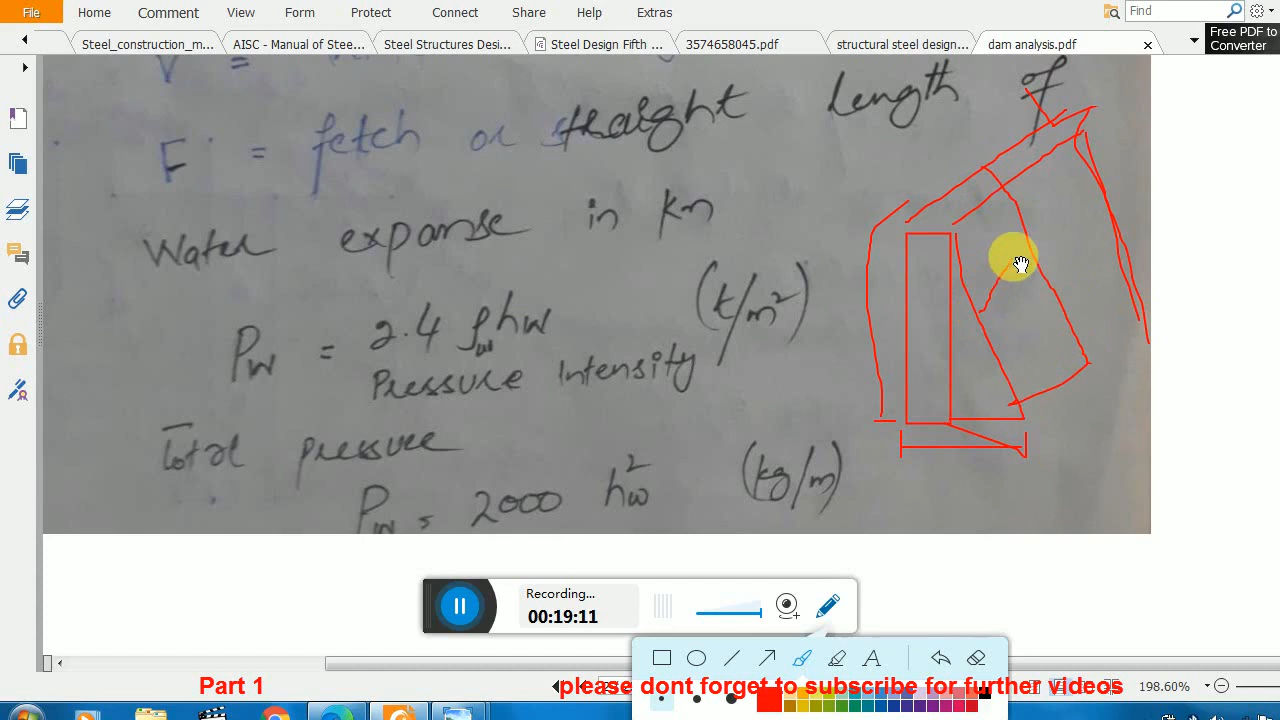 File Home Comment View Form Protect Connect Share Help Extras Find
Free PDF to
Converter
Steel_construction_m... AISC - Manual of Stee... Steel Structures Desi... Steel Design Fifth ... 3574658045.pdf structural steel design... dam analysis.pdf
V =
F = fetch or straight Length of
Water expanse in km
Pw = 2.4 ρw hw (t/m²)
Pressure Intensity
Total pressure
Pw = 2000 hw² (kg/m)
Recording...
00:19:11
A
Part 1
please dont forget to subscribe for further videos
198.60%